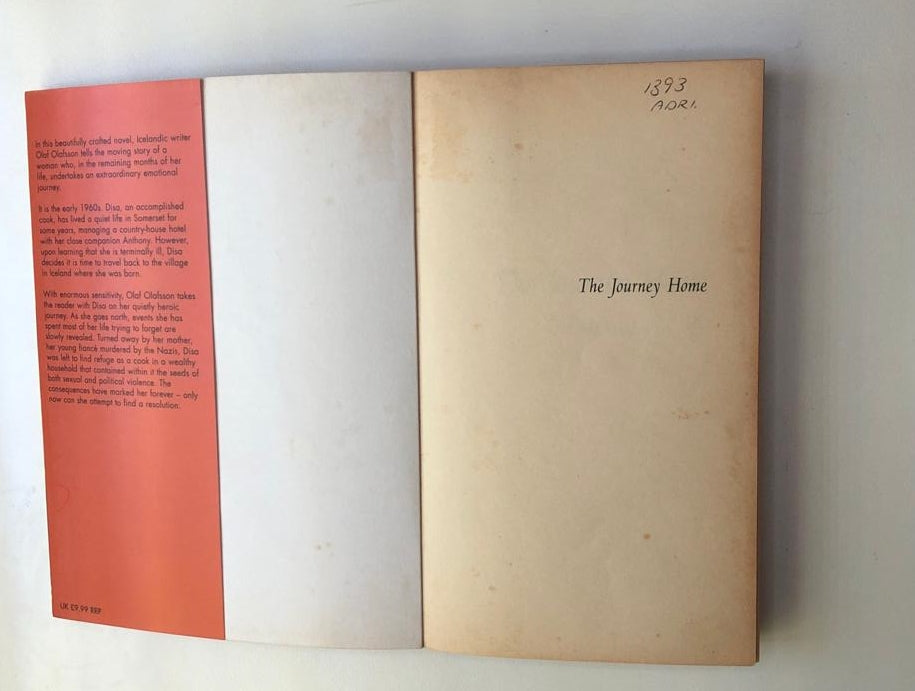 In this beautifully crafted novel, Icelandic writer
Olaf Olafsson tells the moving story of a
woman who, in the remaining months of her
life, undertakes an extraordinary emotional
journey.
It is the early 1960s. Disa, an accomplished
cook, has lived a quiet life in Somerset for
some years, managing a country-house hotel
with her close companion Anthony. However,
upon learning that she is terminally ill, Disa
decides it is time to travel back to the village
in Iceland where she was born.
With enormous sensitivity, Olaf Olafsson takes
the reader with Disa on her quietly heroic
journey. As she goes north, events she has
spent most of her life trying to forget are
slowly revealed. Turned away by her mother,
her young fiancé murdered by the Nazis, Disa
was left to find refuge as a cook in a wealthy
household that contained within it the seeds of
both sexual and political violence. The
consequences have marked her forever – only
now can she attempt to find a resolution.
UK £9.99 RRP
1393
ADRI.
The Journey Home